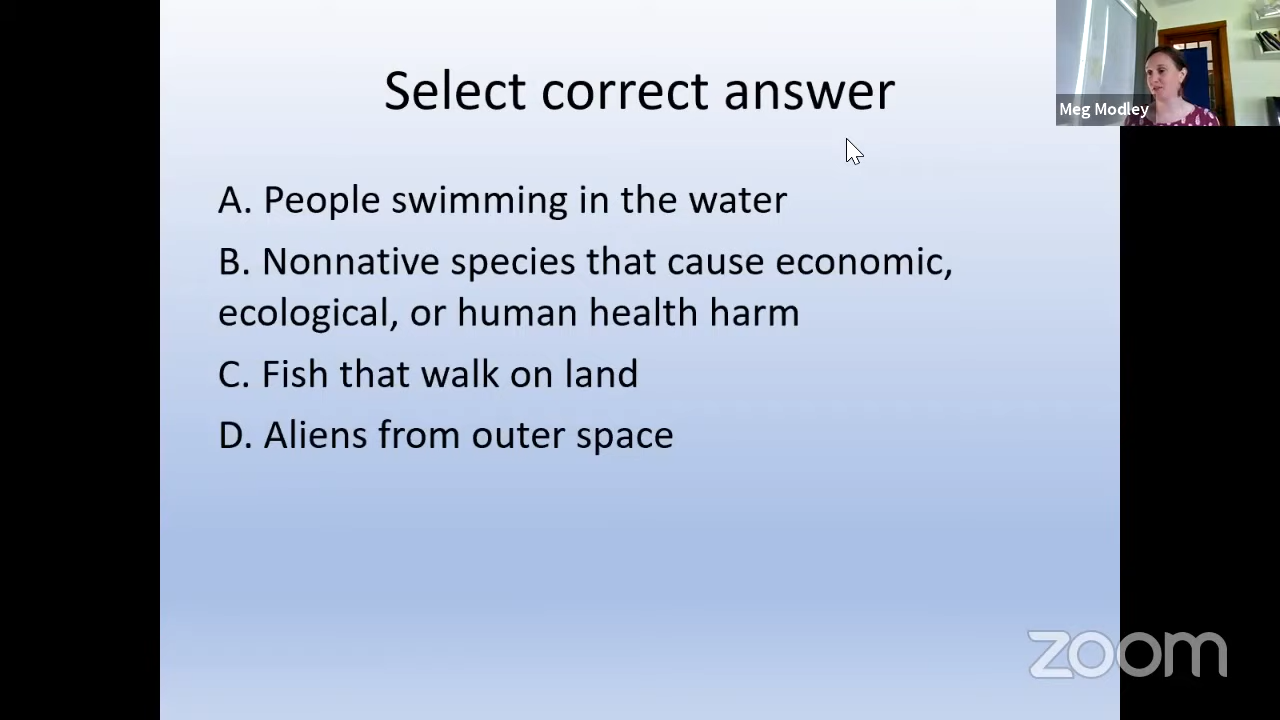 Select correct answer
Meg Modley
A. People swimming in the water
B. Nonnative species that cause economic,
ecological, or human health harm
C. Fish that walk on land
D. Aliens from outer space
zoom